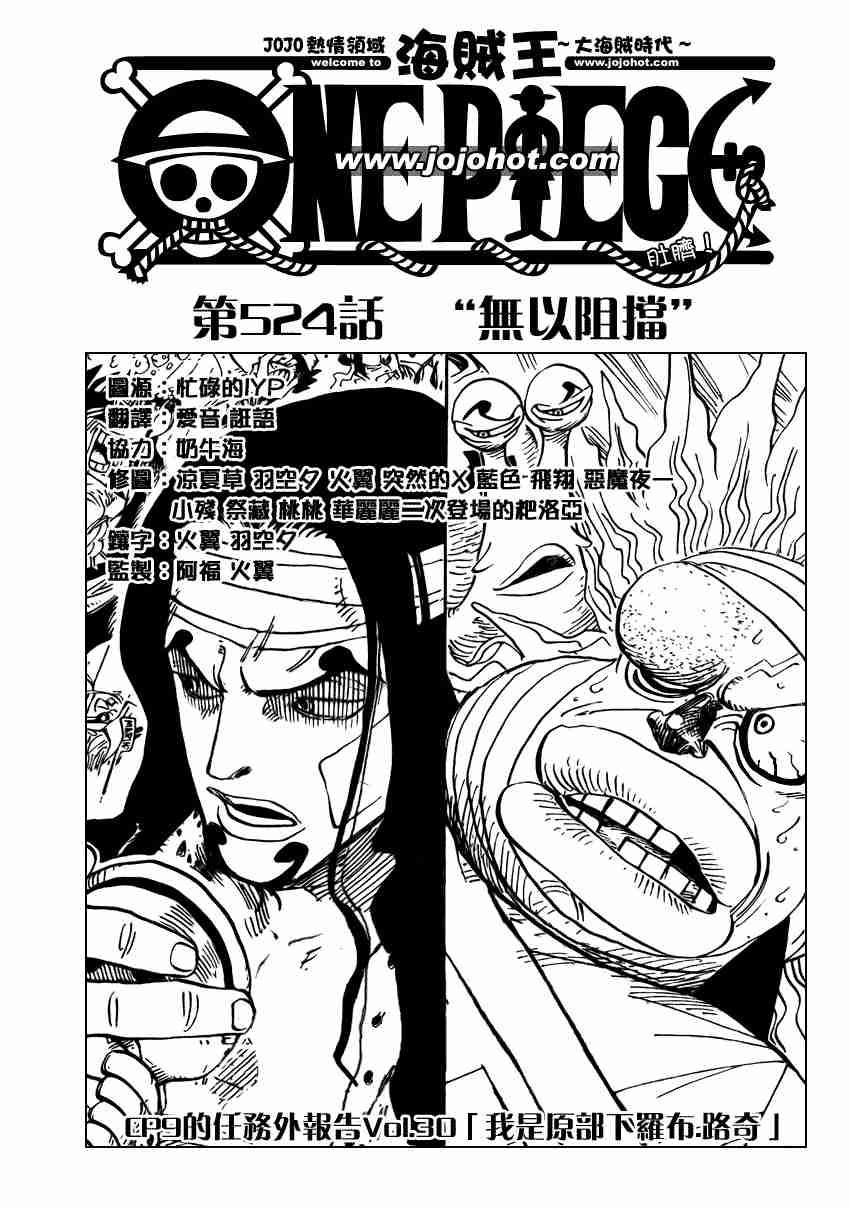 JOJO熱情領域 海賊王 ~大海賊時代~
welcome to www.jojohot.com
ONE PIECE
www.jojohot.com
肚臍！
第524話 “無以阻擋”
圖源：忙碌的IYP
翻譯：愛音 誑語
協力：奶牛海
修圖：涼夏草 羽空夕 火翼 突然的X 藍色 飛翔 惡魔夜一
小殘 祭藏 桃桃 華麗麗二次登場的耙洛亞
鑲字：火翼 羽空夕
監製：阿福 火翼
CP9的任務外報告Vol.30「我是原部下羅布·路奇」